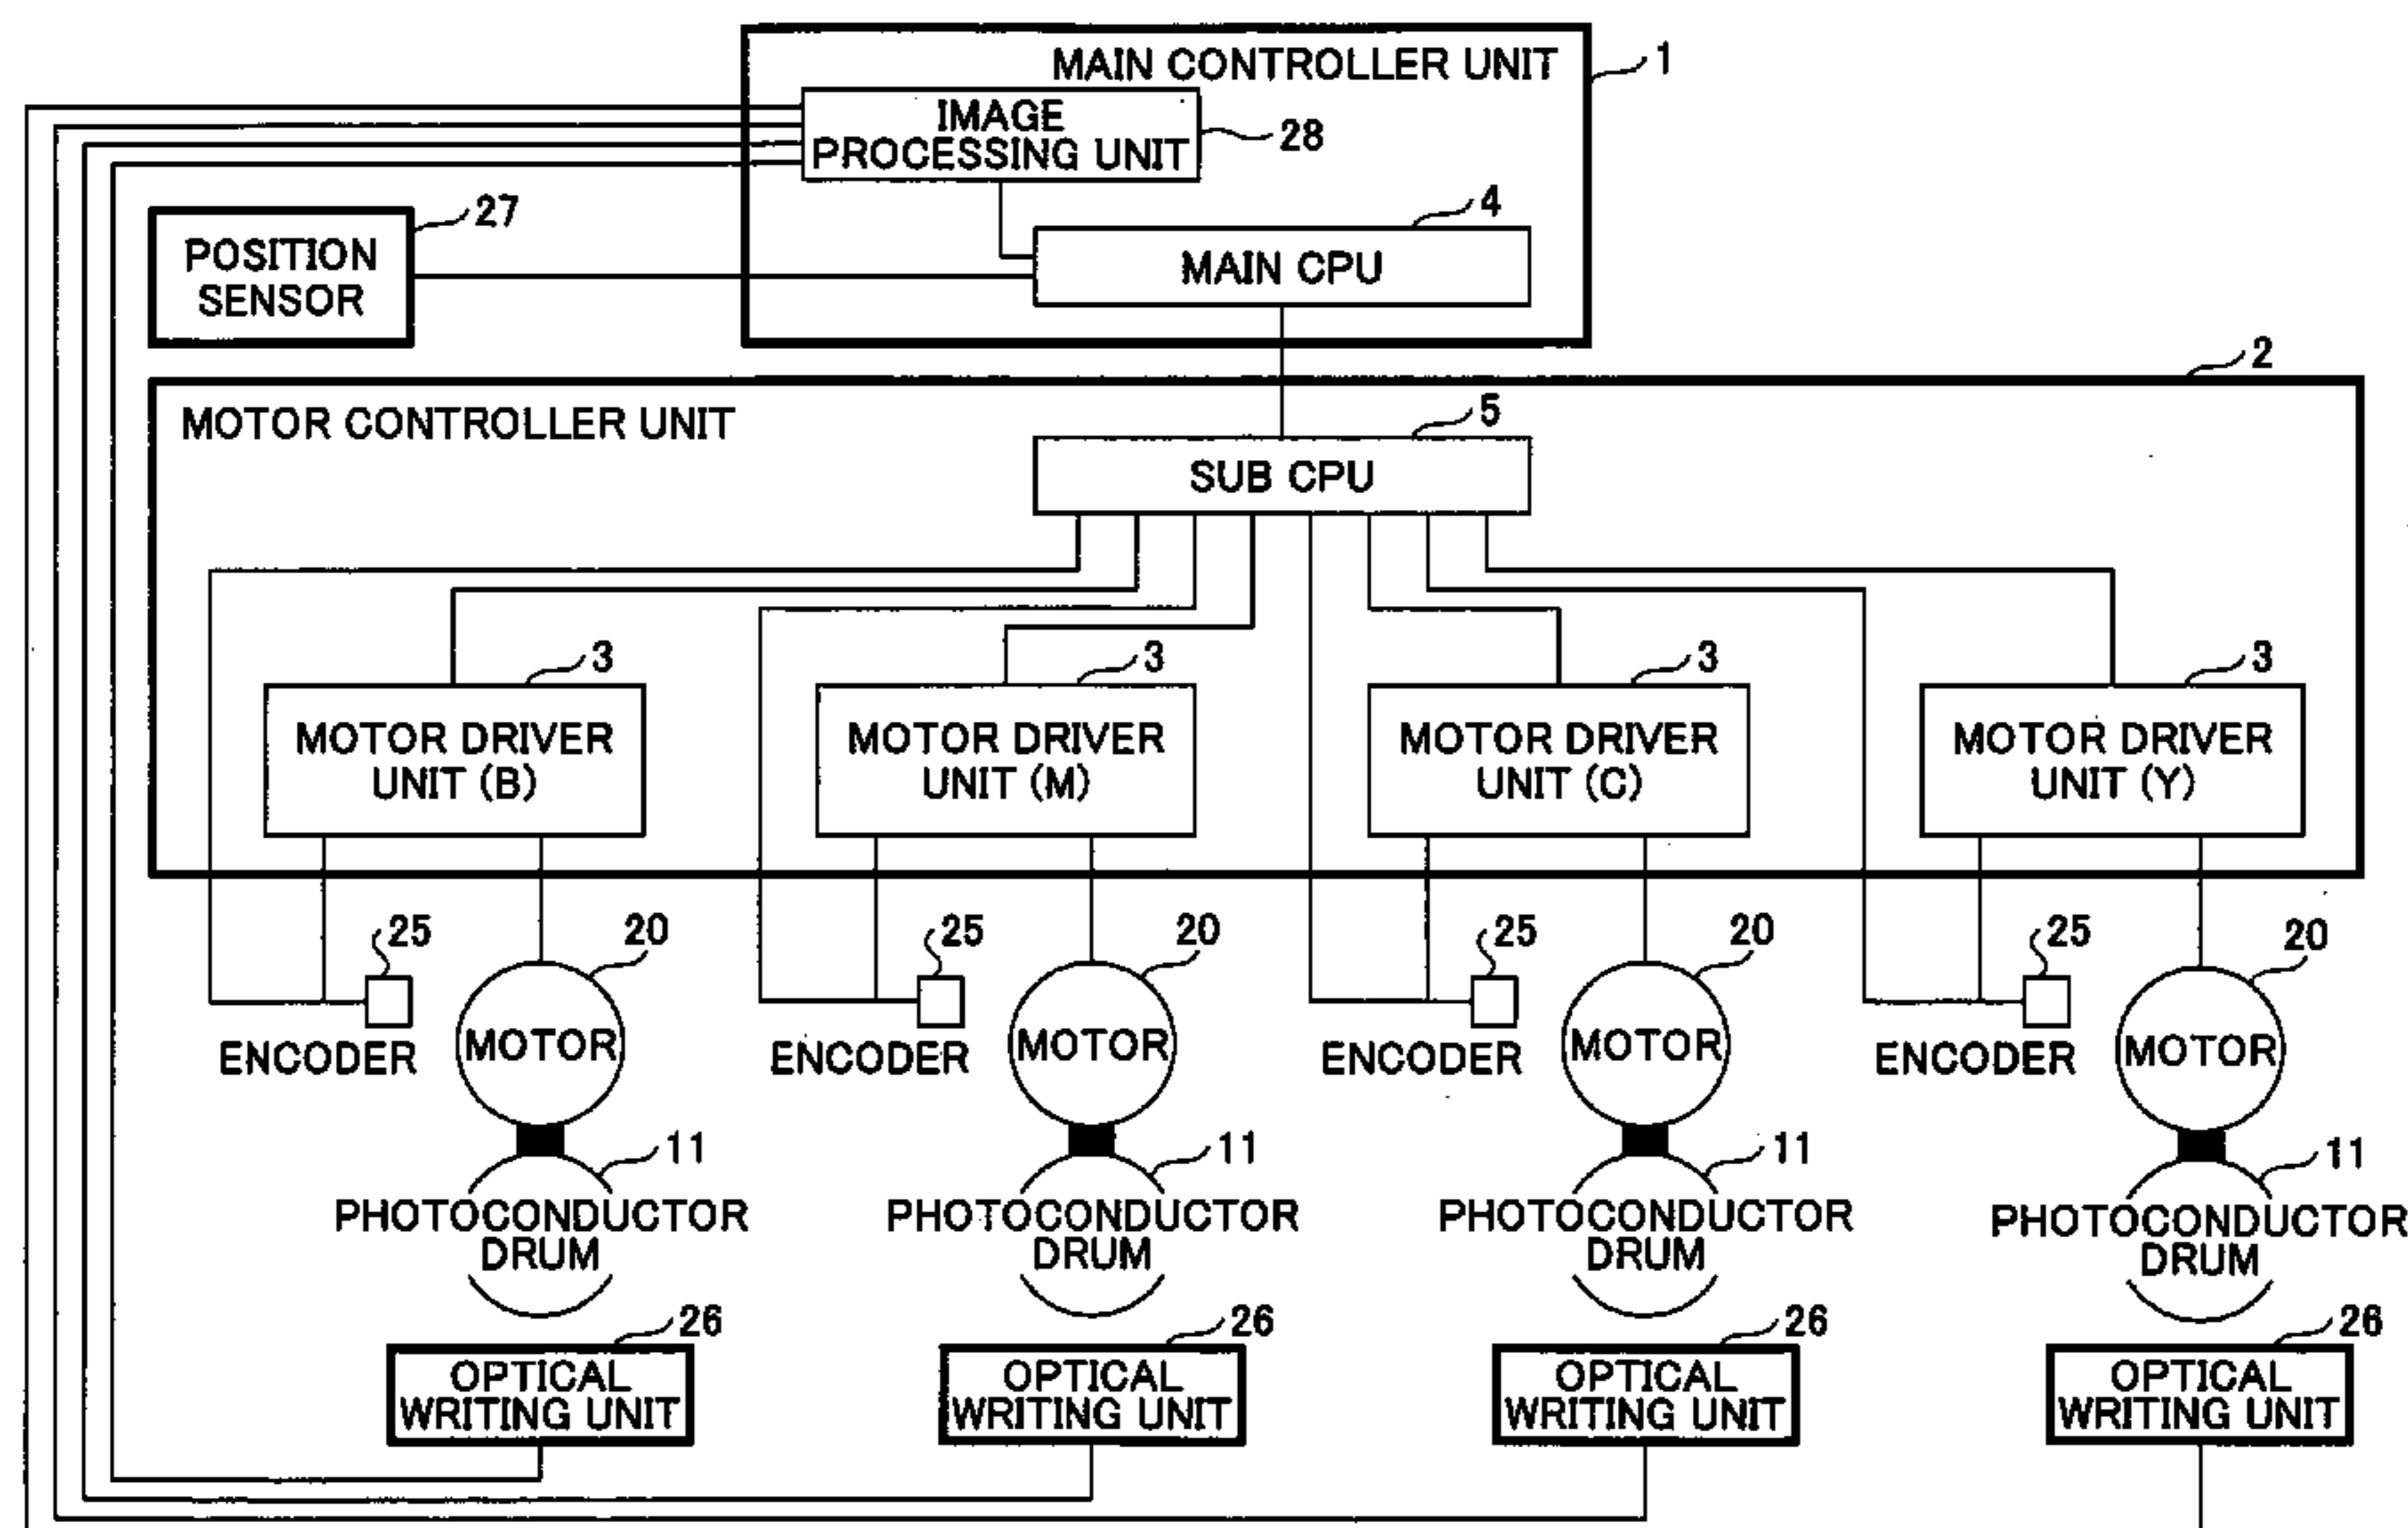 MAIN CONTROLLER UNIT
1
IMAGE
PROCESSING UNIT
28
4
MAIN CPU
27
POSITION
SENSOR
2
MOTOR CONTROLLER UNIT
5
SUB CPU
3
3
3
3
MOTOR DRIVER
UNIT (B)
MOTOR DRIVER
UNIT (M)
MOTOR DRIVER
UNIT (C)
MOTOR DRIVER
UNIT (Y)
25
20
25
20
25
20
25
20
ENCODER
MOTOR
ENCODER
MOTOR
ENCODER
MOTOR
ENCODER
MOTOR
11
11
11
11
PHOTOCONDUCTOR
DRUM
PHOTOCONDUCTOR
DRUM
PHOTOCONDUCTOR
DRUM
PHOTOCONDUCTOR
DRUM
26
26
26
26
OPTICAL
WRITING UNIT
OPTICAL
WRITING UNIT
OPTICAL
WRITING UNIT
OPTICAL
WRITING UNIT